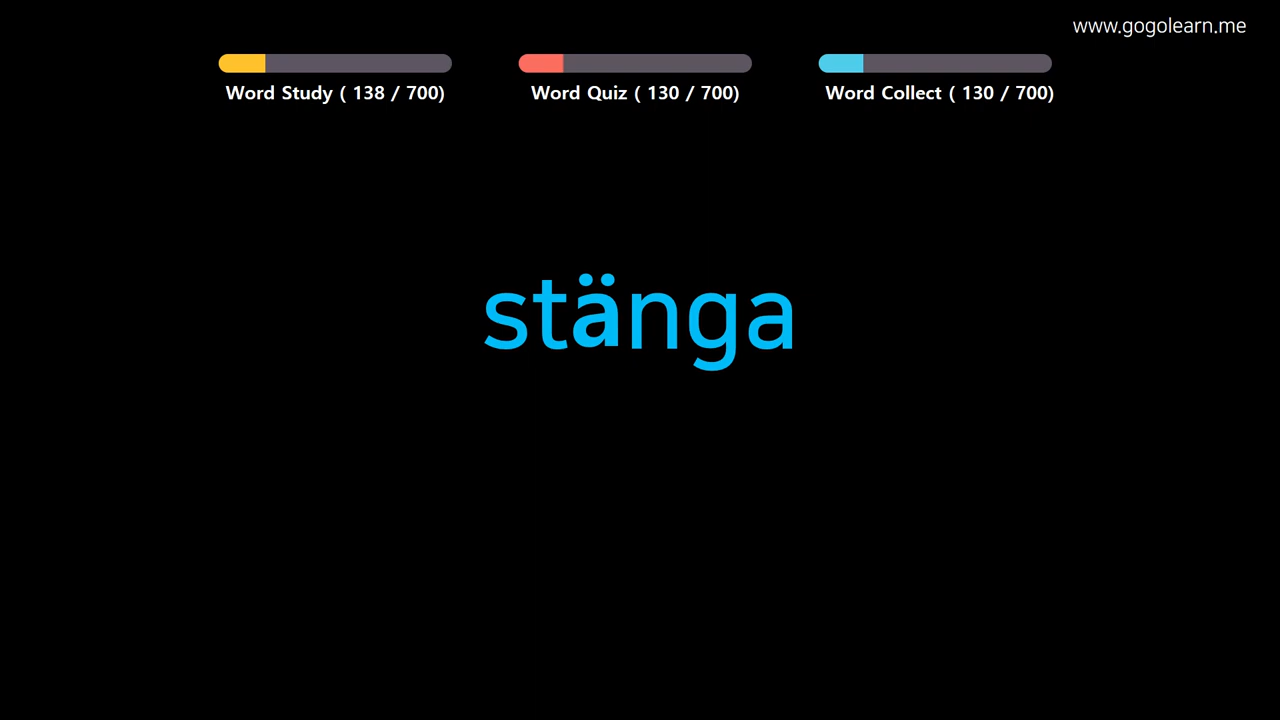 www.gogolearn.me
Word Study ( 138 / 700)
Word Quiz ( 130 / 700)
Word Collect ( 130 / 700)
stänga